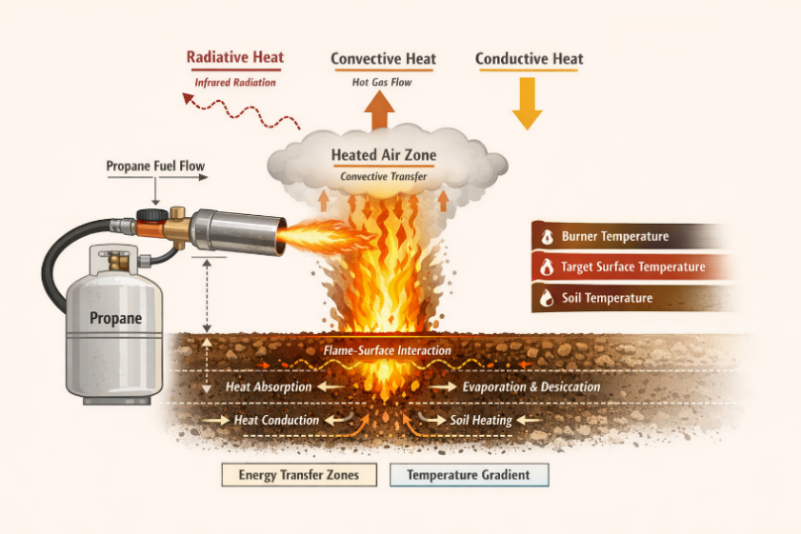 Radiative Heat
Infrared Radiation
Convective Heat
Hot Gas Flow
Conductive Heat
Heated Air Zone
Convective Transfer
Propane Fuel Flow
Burner Temperature
Target Surface Temperature
Soil Temperature
Propane
Flame-Surface Interaction
Heat Absorption
Evaporation & Desiccation
Heat Conduction
Soil Heating
Energy Transfer Zones
Temperature Gradient